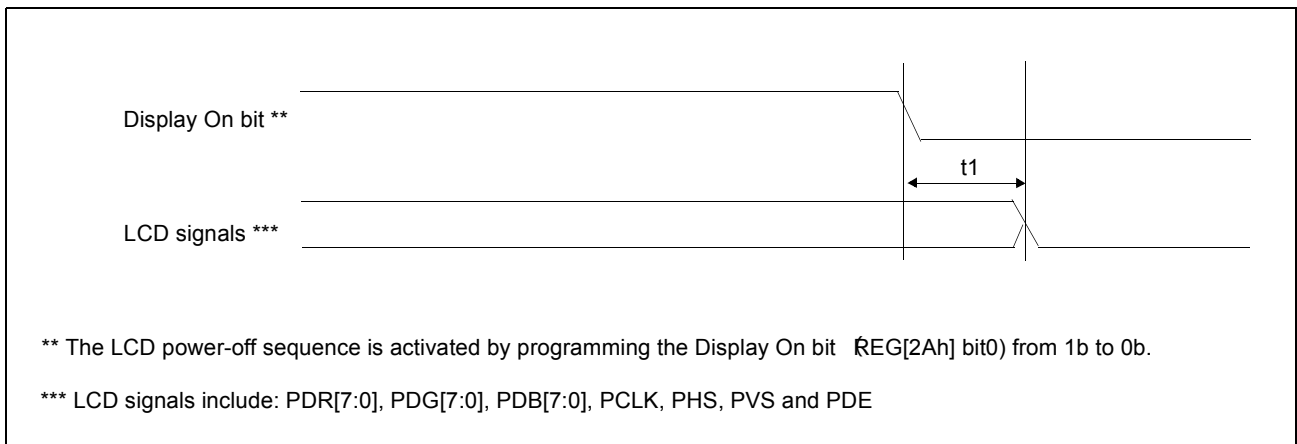 Display On bit **
t1
LCD signals ***
** The LCD power-off sequence is activated by programming the Display On bit (REG[2Ah] bit0) from 1b to 0b.
*** LCD signals include: PDR[7:0], PDG[7:0], PDB[7:0], PCLK, PHS, PVS and PDE